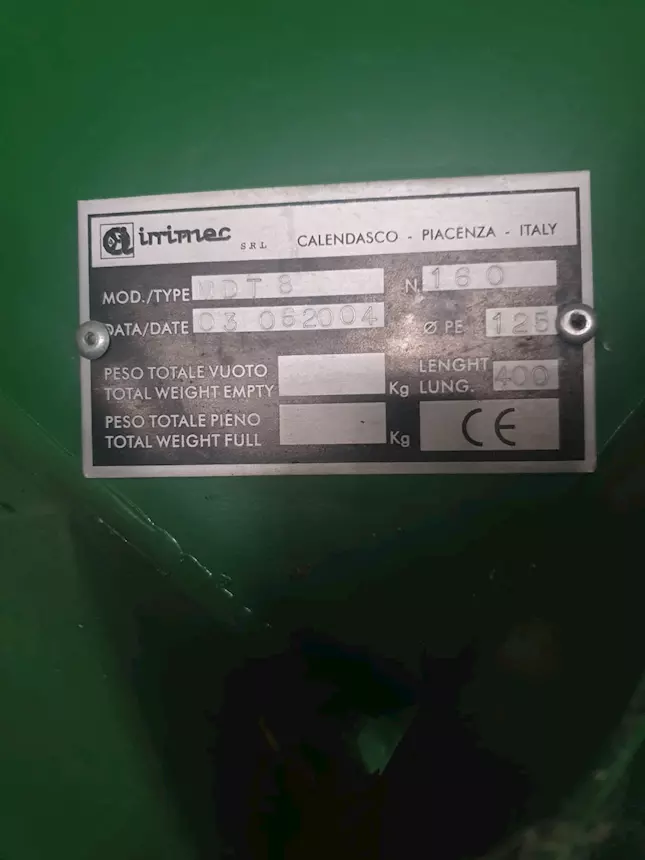 irrimec S.R.L. CALENDASCO - PIACENZA - ITALY
MOD./TYPE MDT 8 N. 160
DATA/DATE 03 062004 Ø PE 125
PESO TOTALE VUOTO
TOTAL WEIGHT EMPTY Kg
LENGHT
LUNG. 400
PESO TOTALE PIENO
TOTAL WEIGHT FULL Kg
CE